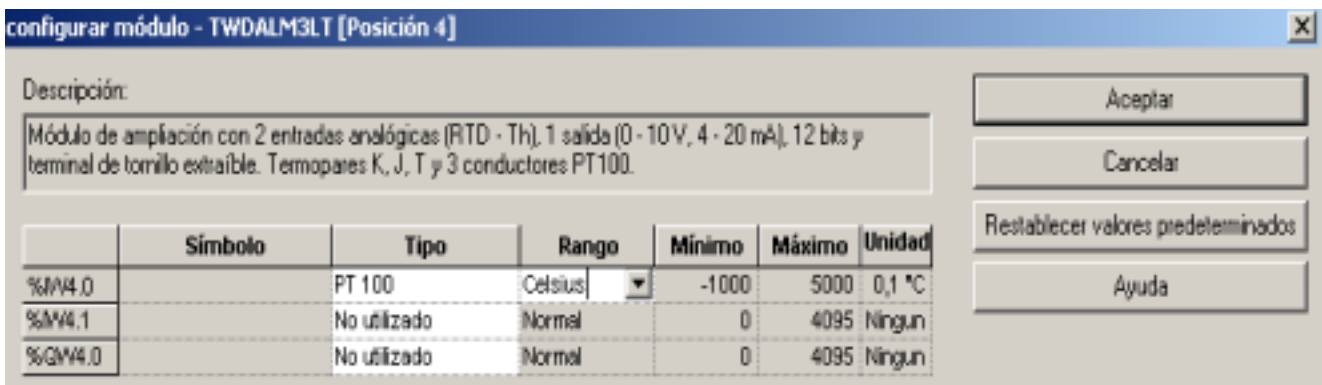 configurar módulo - TWDALM3LT [Posición 4]
Descripción:
Módulo de ampliación con 2 entradas analógicas (RTD - Th), 1 salida (0 - 10 V, 4 - 20 mA), 12 bits y
terminal de tornillo extraíble. Termopares K, J, T y 3 conductores PT100.
Aceptar
Cancelar
Restablecer valores predeterminados
Ayuda
Símbolo Tipo Rango Mínimo Máximo Unidad
%IW4.0 PT 100 Celsius -1000 5000 0,1 °C
%IW4.1 No utilizado Normal 0 4095 Ningun
%QW4.0 No utilizado Normal 0 4095 Ningun